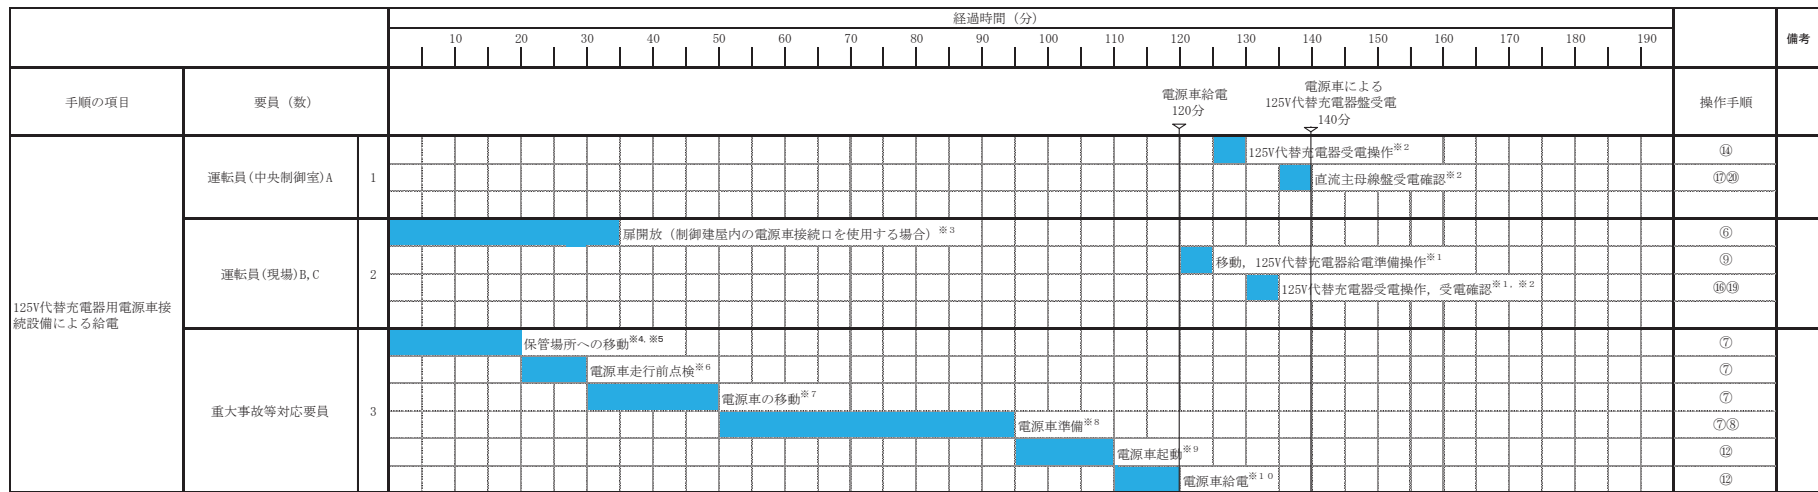 経過時間（分）
10 20 30 40 50 60 70 80 90 100 110 120 130 140 150 160 170 180 190
備考
手順の項目
要員（数）
電源車給電
120分
電源車による
125V代替充電器盤受電
140分
操作手順
125V代替充電器用電源車接
続設備による給電
運転員(中央制御室)A
1
125V代替充電器受電操作※2
⑭
直流主母線盤受電確認※2
⑰⑳
運転員(現場)B,C
2
扉開放（制御建屋内の電源車接続口を使用する場合）※3
⑥
移動，125V代替充電器給電準備操作※1
⑨
125V代替充電器受電操作，受電確認※1，※2
⑯⑲
重大事故等対応要員
3
保管場所への移動※4，※5
⑦
電源車走行前点検※6
⑦
電源車の移動※7
⑦
電源車準備※8
⑦⑧
電源車起動※9
⑫
電源車給電※10
⑫